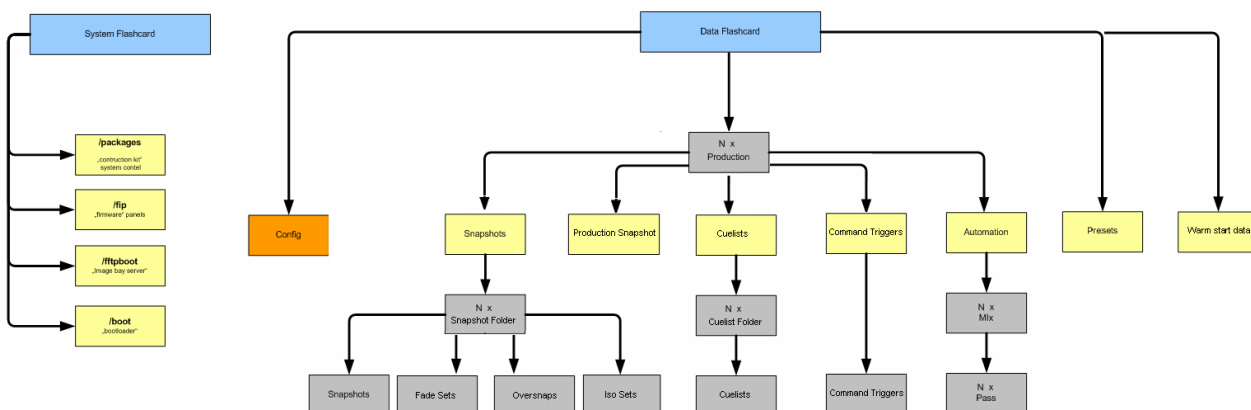 System Flashcard
/packages
„contruction kit"
system contel
/fip
„firmware" panels
/fftpboot
„Image bay server"
/boot
„bootloader"
Data Flashcard
N x
Production
Config
Snapshots
Production Snapshot
Cuelists
Command Triggers
Automation
Presets
Warm start data
N x
Snapshot Folder
N x
Cuelist Folder
N x
MIx
Snapshots
Fade Sets
Oversnaps
Iso Sets
Cuelists
Command Triggers
N x
Pass